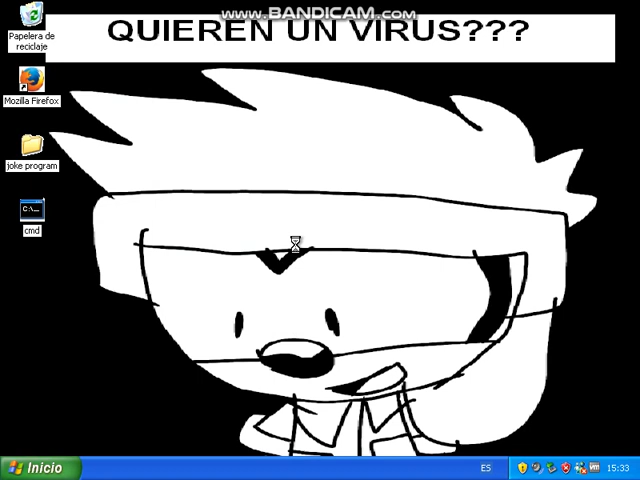 www.BANDICAM.com
QUIEREN UN VIRUS???
Papelera de
reciclaje
Mozilla Firefox
joke program
C:\_
cmd
Inicio
ES
15:33